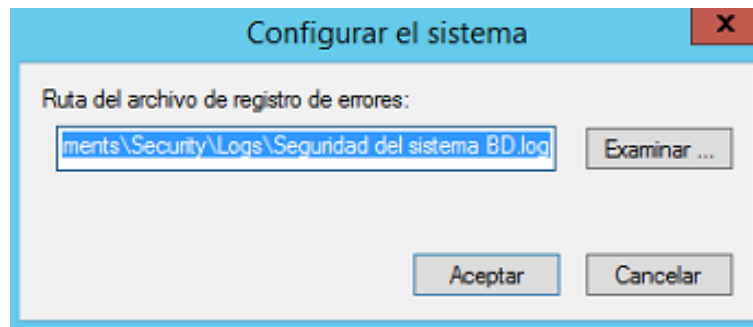 Configurar el sistema
x
Ruta del archivo de registro de errores:
ments\Security\Logs\Seguridad del sistema BD.log
Examinar ...
Aceptar
Cancelar